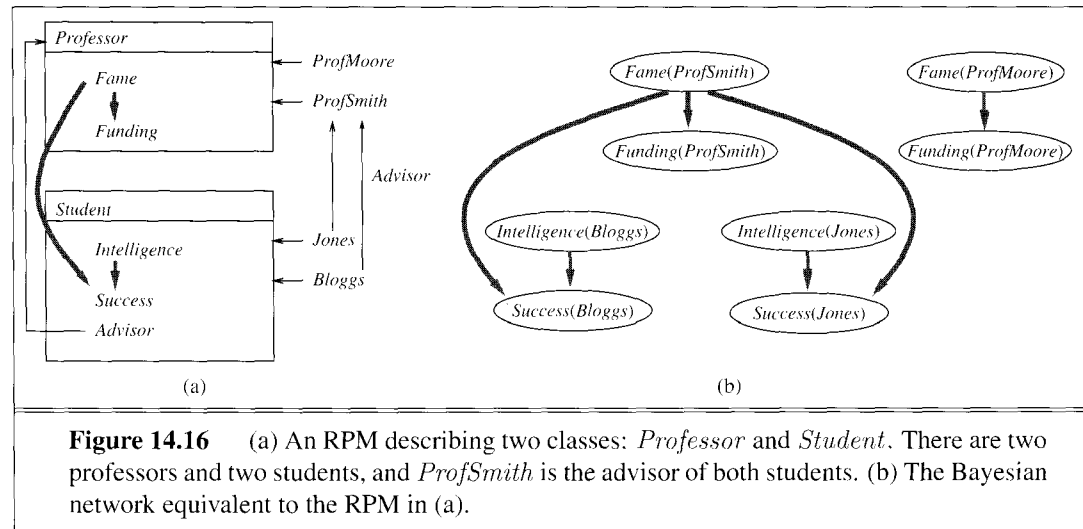 Professor
Fame
Funding
ProfMoore
ProfSmith
Advisor
Student
Intelligence
Success
Advisor
Jones
Bloggs
(a)
Fame(ProfSmith)
Fame(ProfMoore)
Funding(ProfSmith)
Funding(ProfMoore)
Intelligence(Bloggs)
Intelligence(Jones)
Success(Bloggs)
Success(Jones)
(b)
Figure 14.16 (a) An RPM describing two classes: Professor and Student. There are two
professors and two students, and ProfSmith is the advisor of both students. (b) The Bayesian
network equivalent to the RPM in (a).